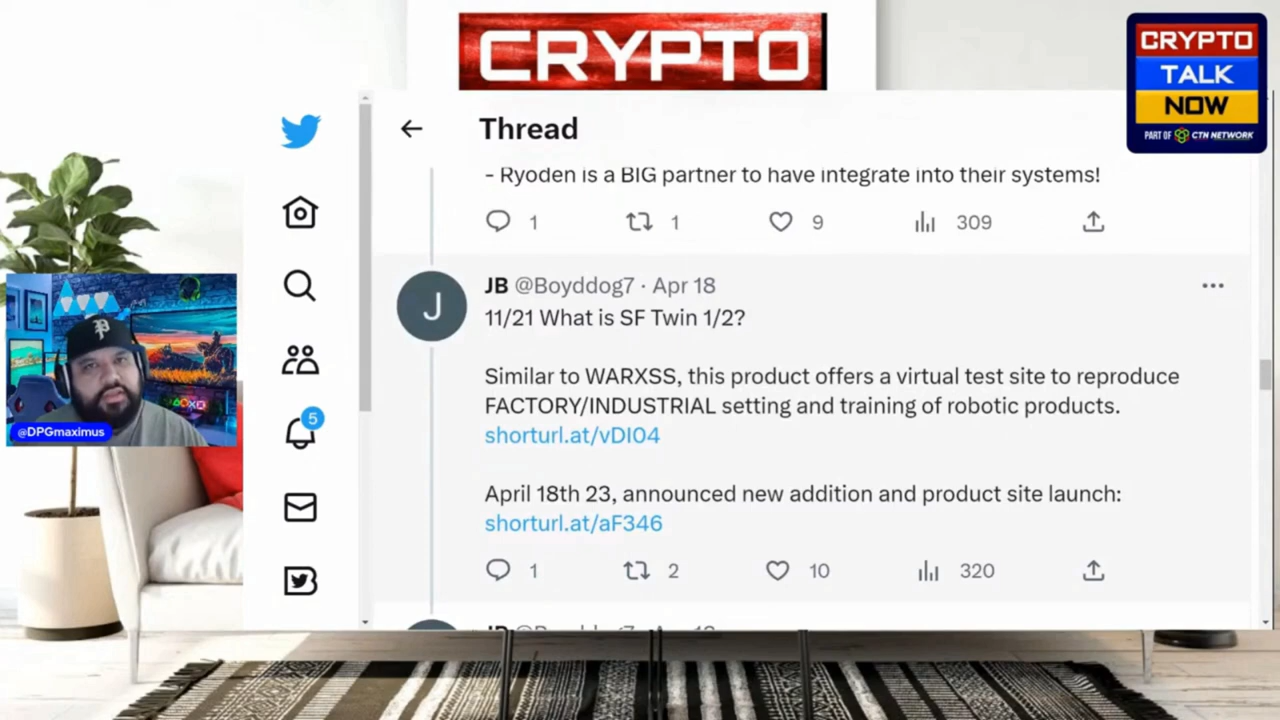 CRYPTO
CRYPTO
TALK
NOW
PART OF CTN NETWORK
Thread
- Ryoden is a BIG partner to have integrate into their systems!
1 1 9 309
JB @Boyddog7 · Apr 18
J
11/21 What is SF Twin 1/2?
Similar to WARXSS, this product offers a virtual test site to reproduce
FACTORY/INDUSTRIAL setting and training of robotic products.
shorturl.at/vDI04
April 18th 23, announced new addition and product site launch:
shorturl.at/aF346
1 2 10 320
5
P
@DPGmaximus